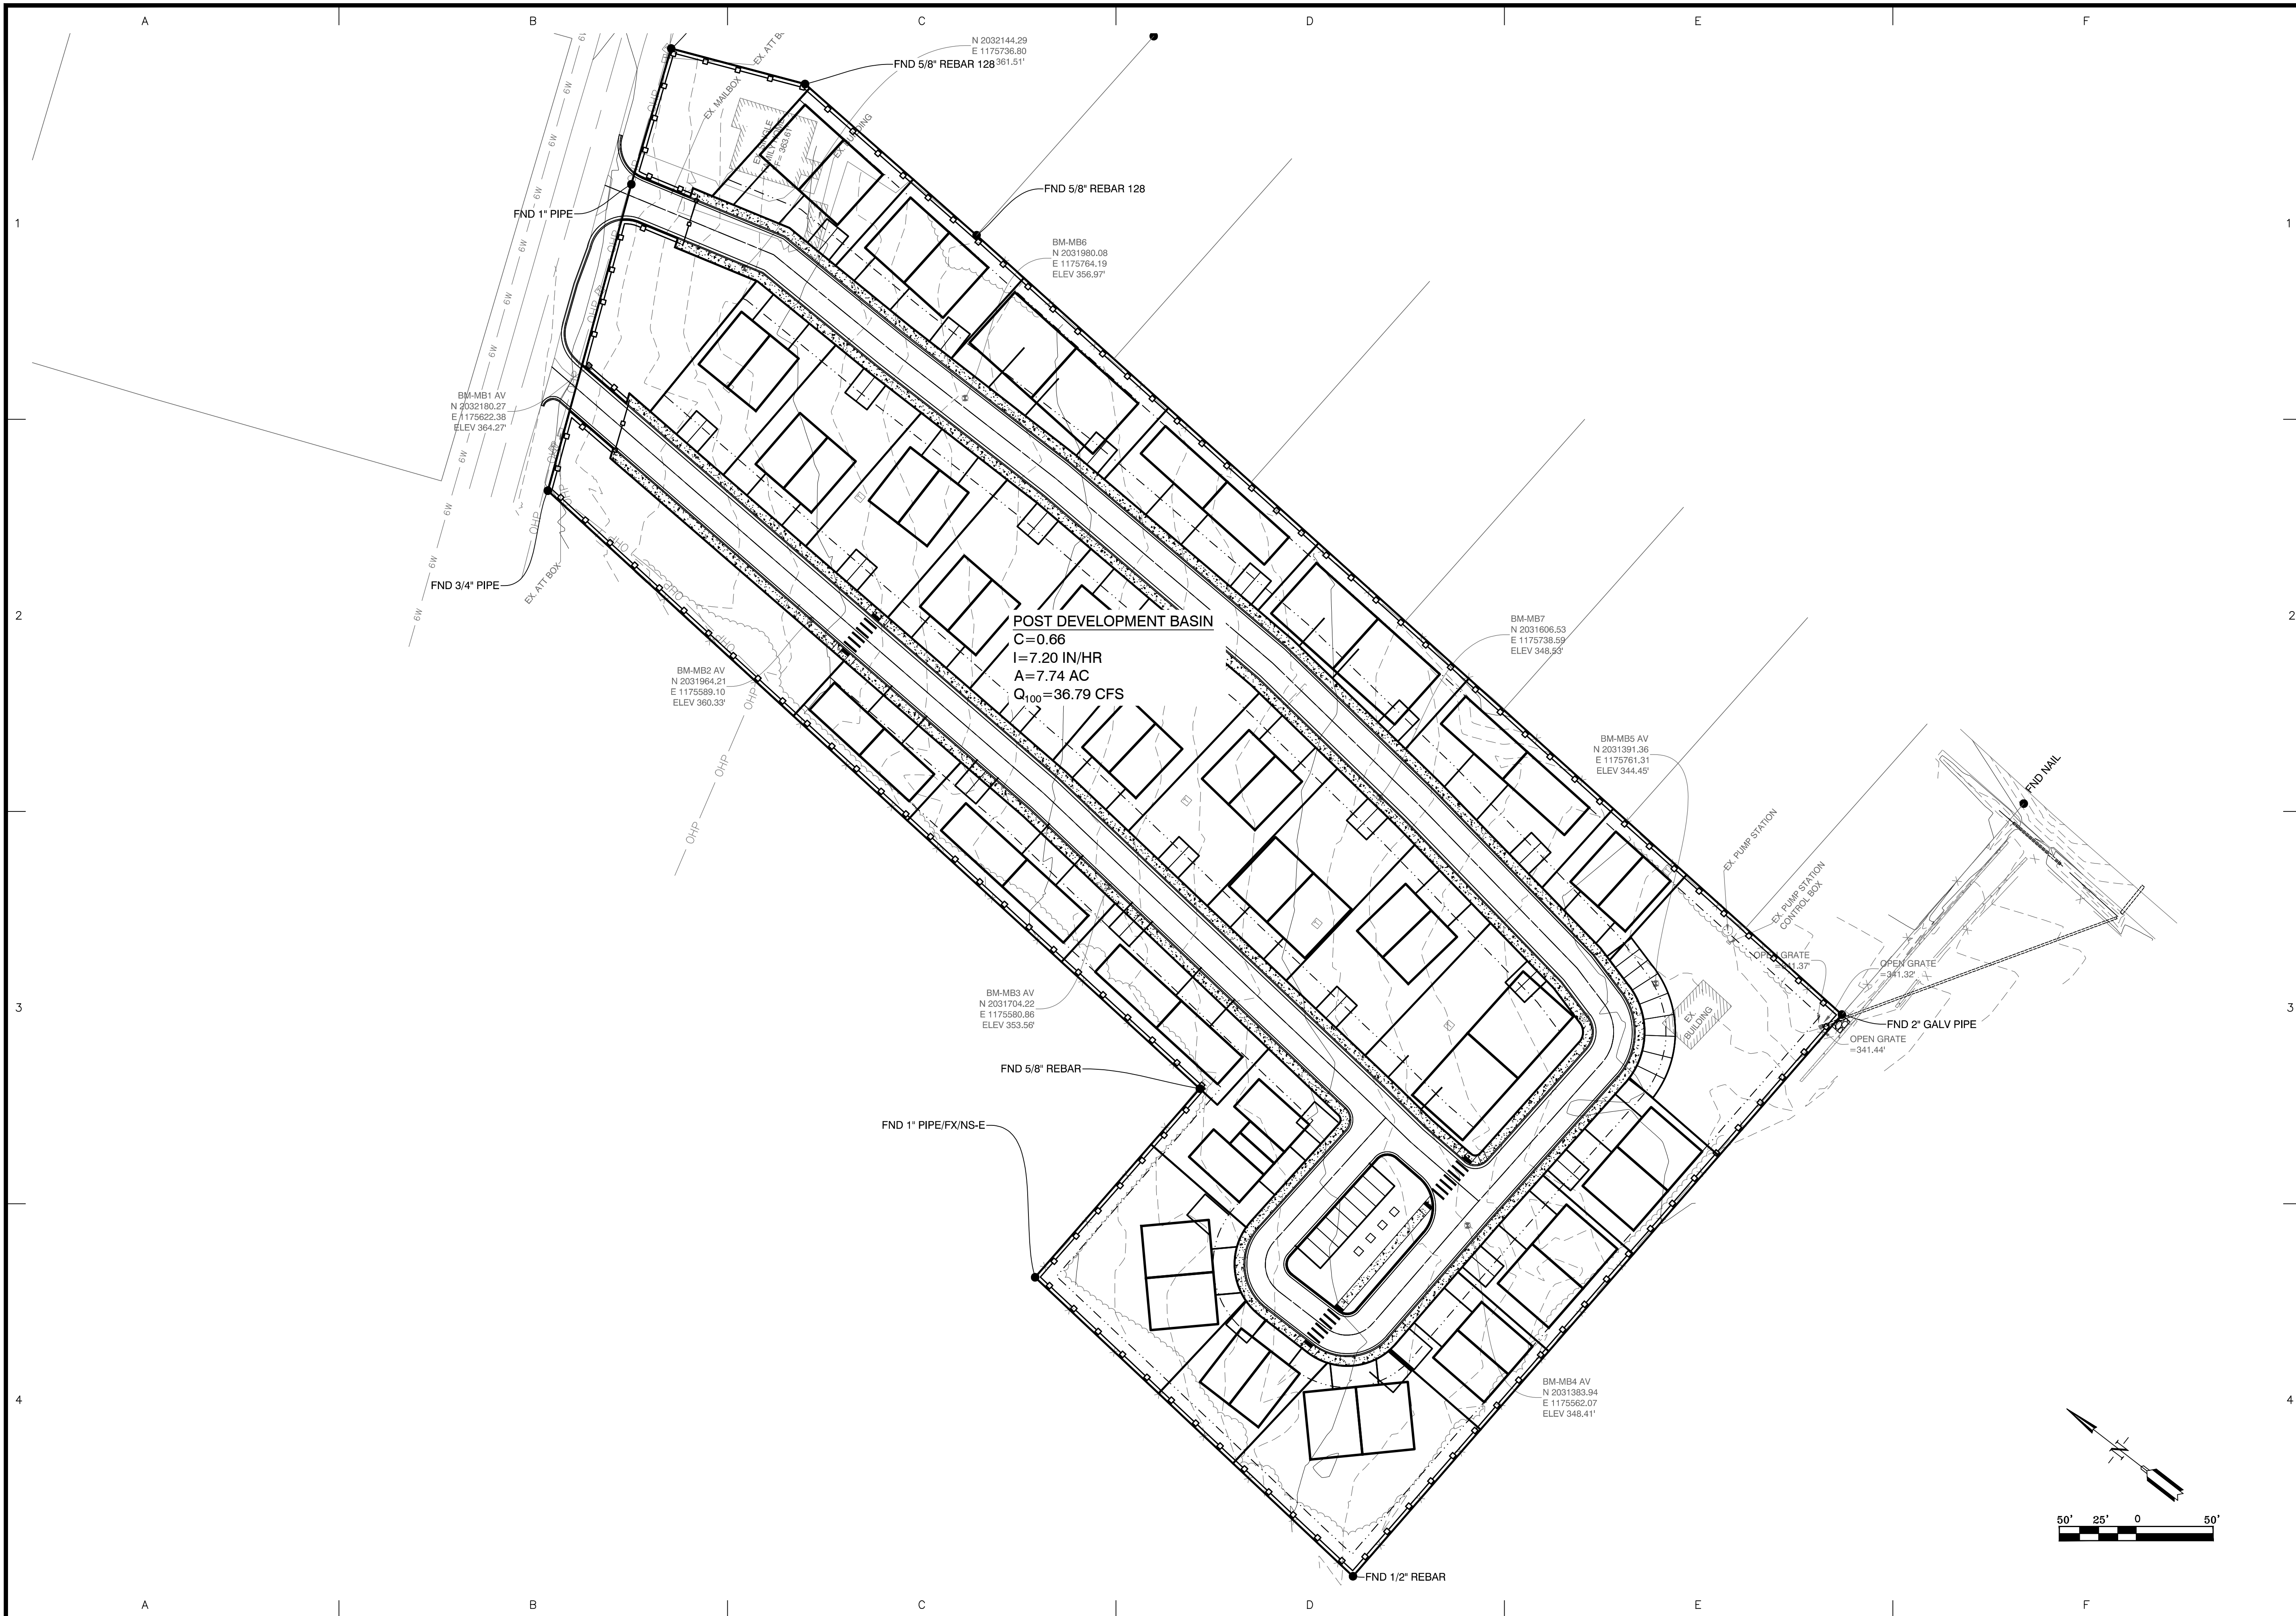 A B C D E F
N 2032144.29
E 1175736.80
361.51'
FND 5/8" REBAR 128
EX. MAILBOX
FND 5/8" REBAR 128
FND 1" PIPE
1
1
BM-MB6
N 2031980.08
E 1175764.19
ELEV 356.97'
BM-MB1 AV
N 2032180.27
E 1175622.38
ELEV 364.27'
FND 3/4" PIPE
EX. ATT BOX
6W
OHP
2
2
POST DEVELOPMENT BASIN
C=0.66
I=7.20 IN/HR
A=7.74 AC
Q100=36.79 CFS
BM-MB7
N 2031606.53
E 1175738.59
ELEV 348.53'
BM-MB2 AV
N 2031964.21
E 1175589.10
ELEV 360.33'
BM-MB5 AV
N 2031391.36
E 1175761.31
ELEV 344.45'
FND NAIL
EX. PUMP STATION
EX. PUMP STATION
CONTROL BOX
OPEN GRATE
=341.37'
OPEN GRATE
=341.32'
BM-MB3 AV
N 2031704.22
E 1175580.86
ELEV 353.56'
3
3
EX.
BUILDING
FND 2" GALV PIPE
OPEN GRATE
=341.44'
FND 5/8" REBAR
FND 1" PIPE/FX/NS-E
BM-MB4 AV
N 2031383.94
E 1175562.07
ELEV 348.41'
4
4
-N-
50' 25' 0 50'
FND 1/2" REBAR
A B C D E F